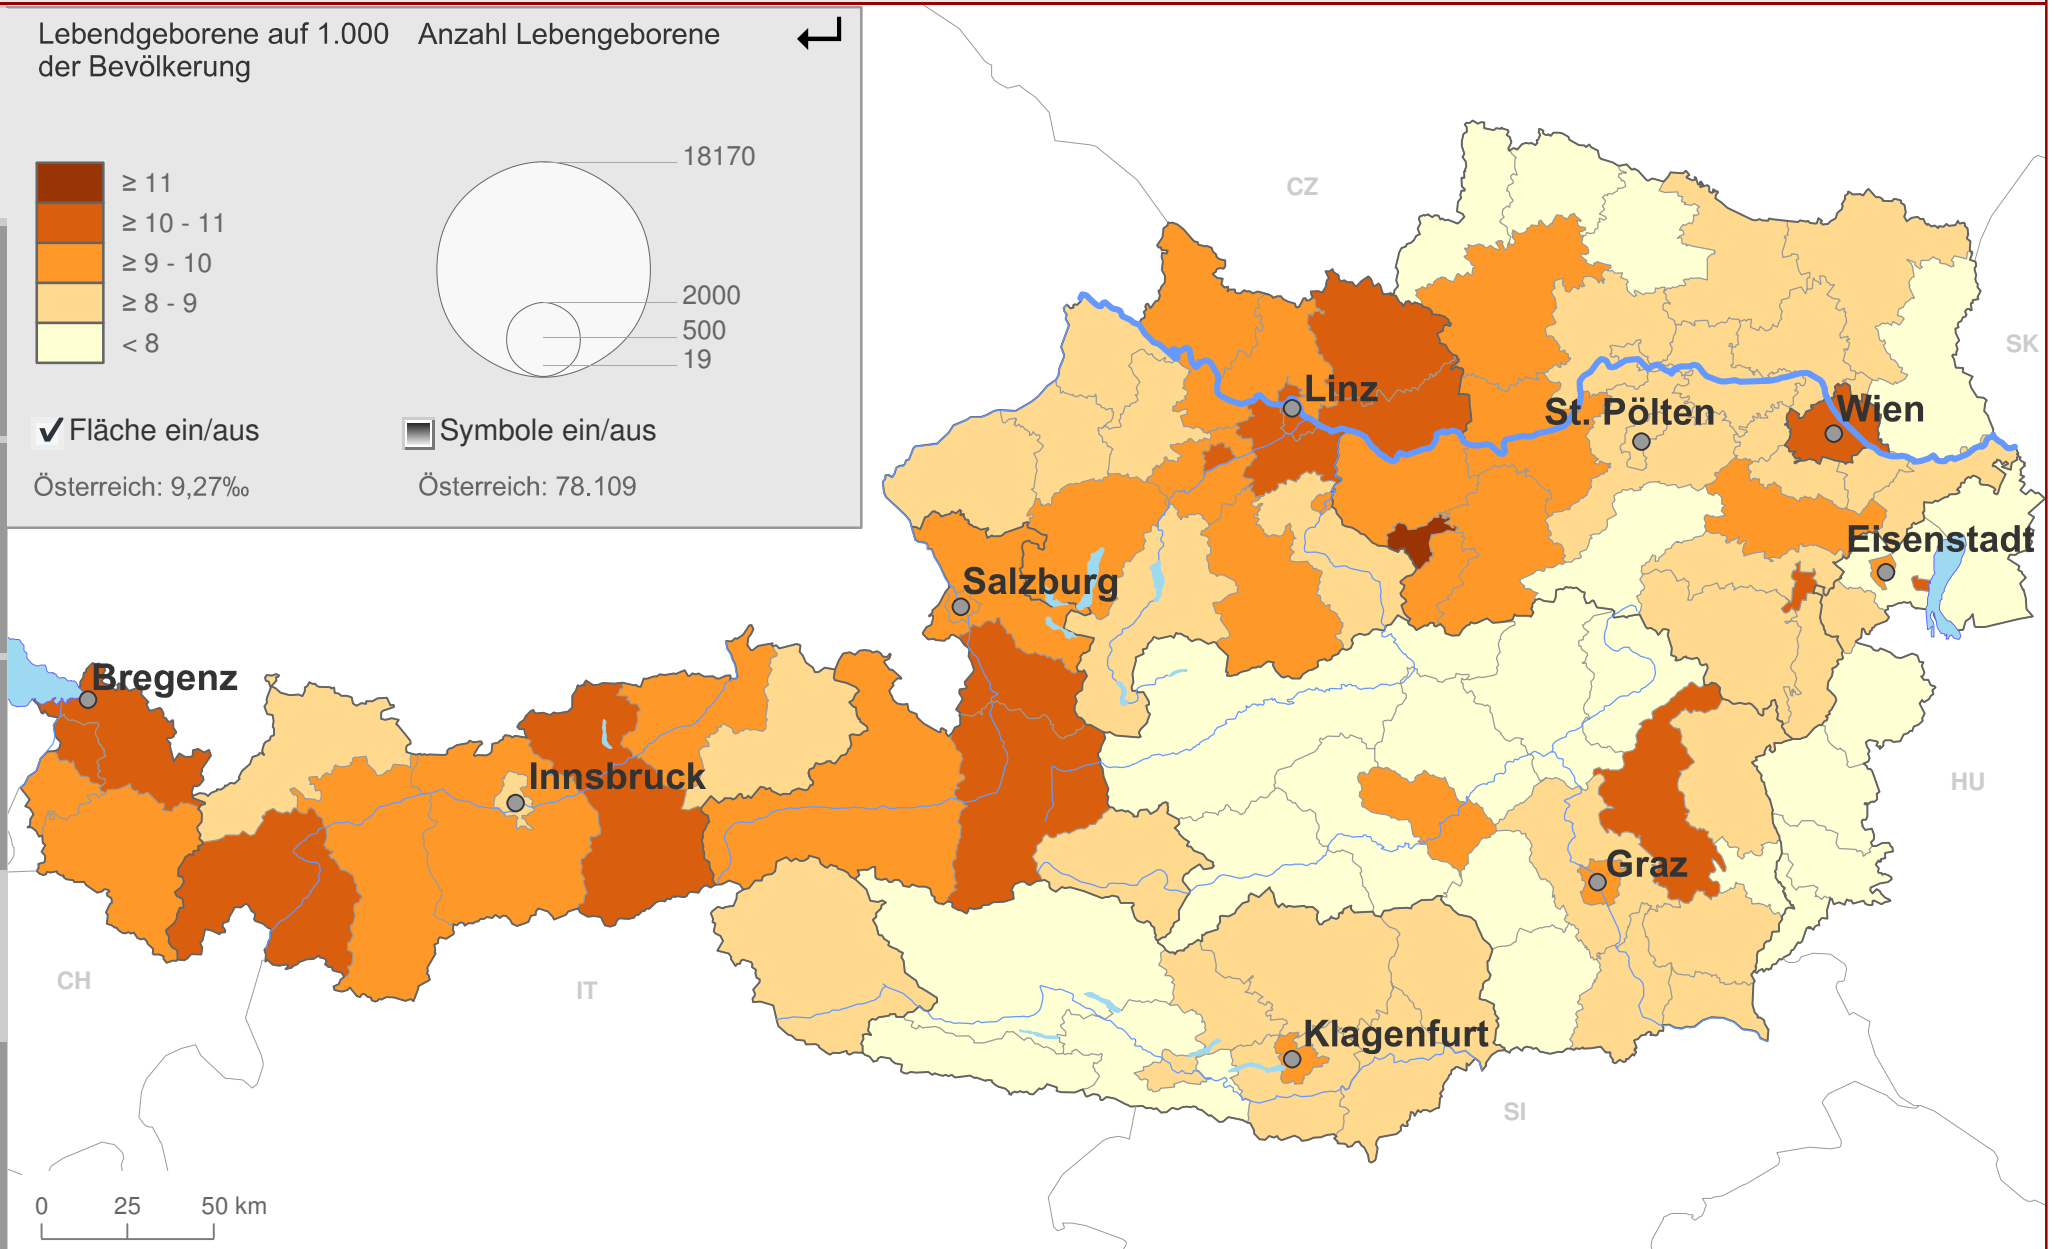 Lebendgeborene auf 1.000
der Bevölkerung
Anzahl Lebengeborene
≥ 11
≥ 10 - 11
≥ 9 - 10
≥ 8 - 9
< 8
18170
2000
500
19
Fläche ein/aus
Symbole ein/aus
Österreich: 9,27‰
Österreich: 78.109
CZ
SK
Linz
St. Pölten
Wien
Eisenstadt
Salzburg
Bregenz
Innsbruck
HU
Graz
CH
IT
Klagenfurt
SI
0 25 50 km